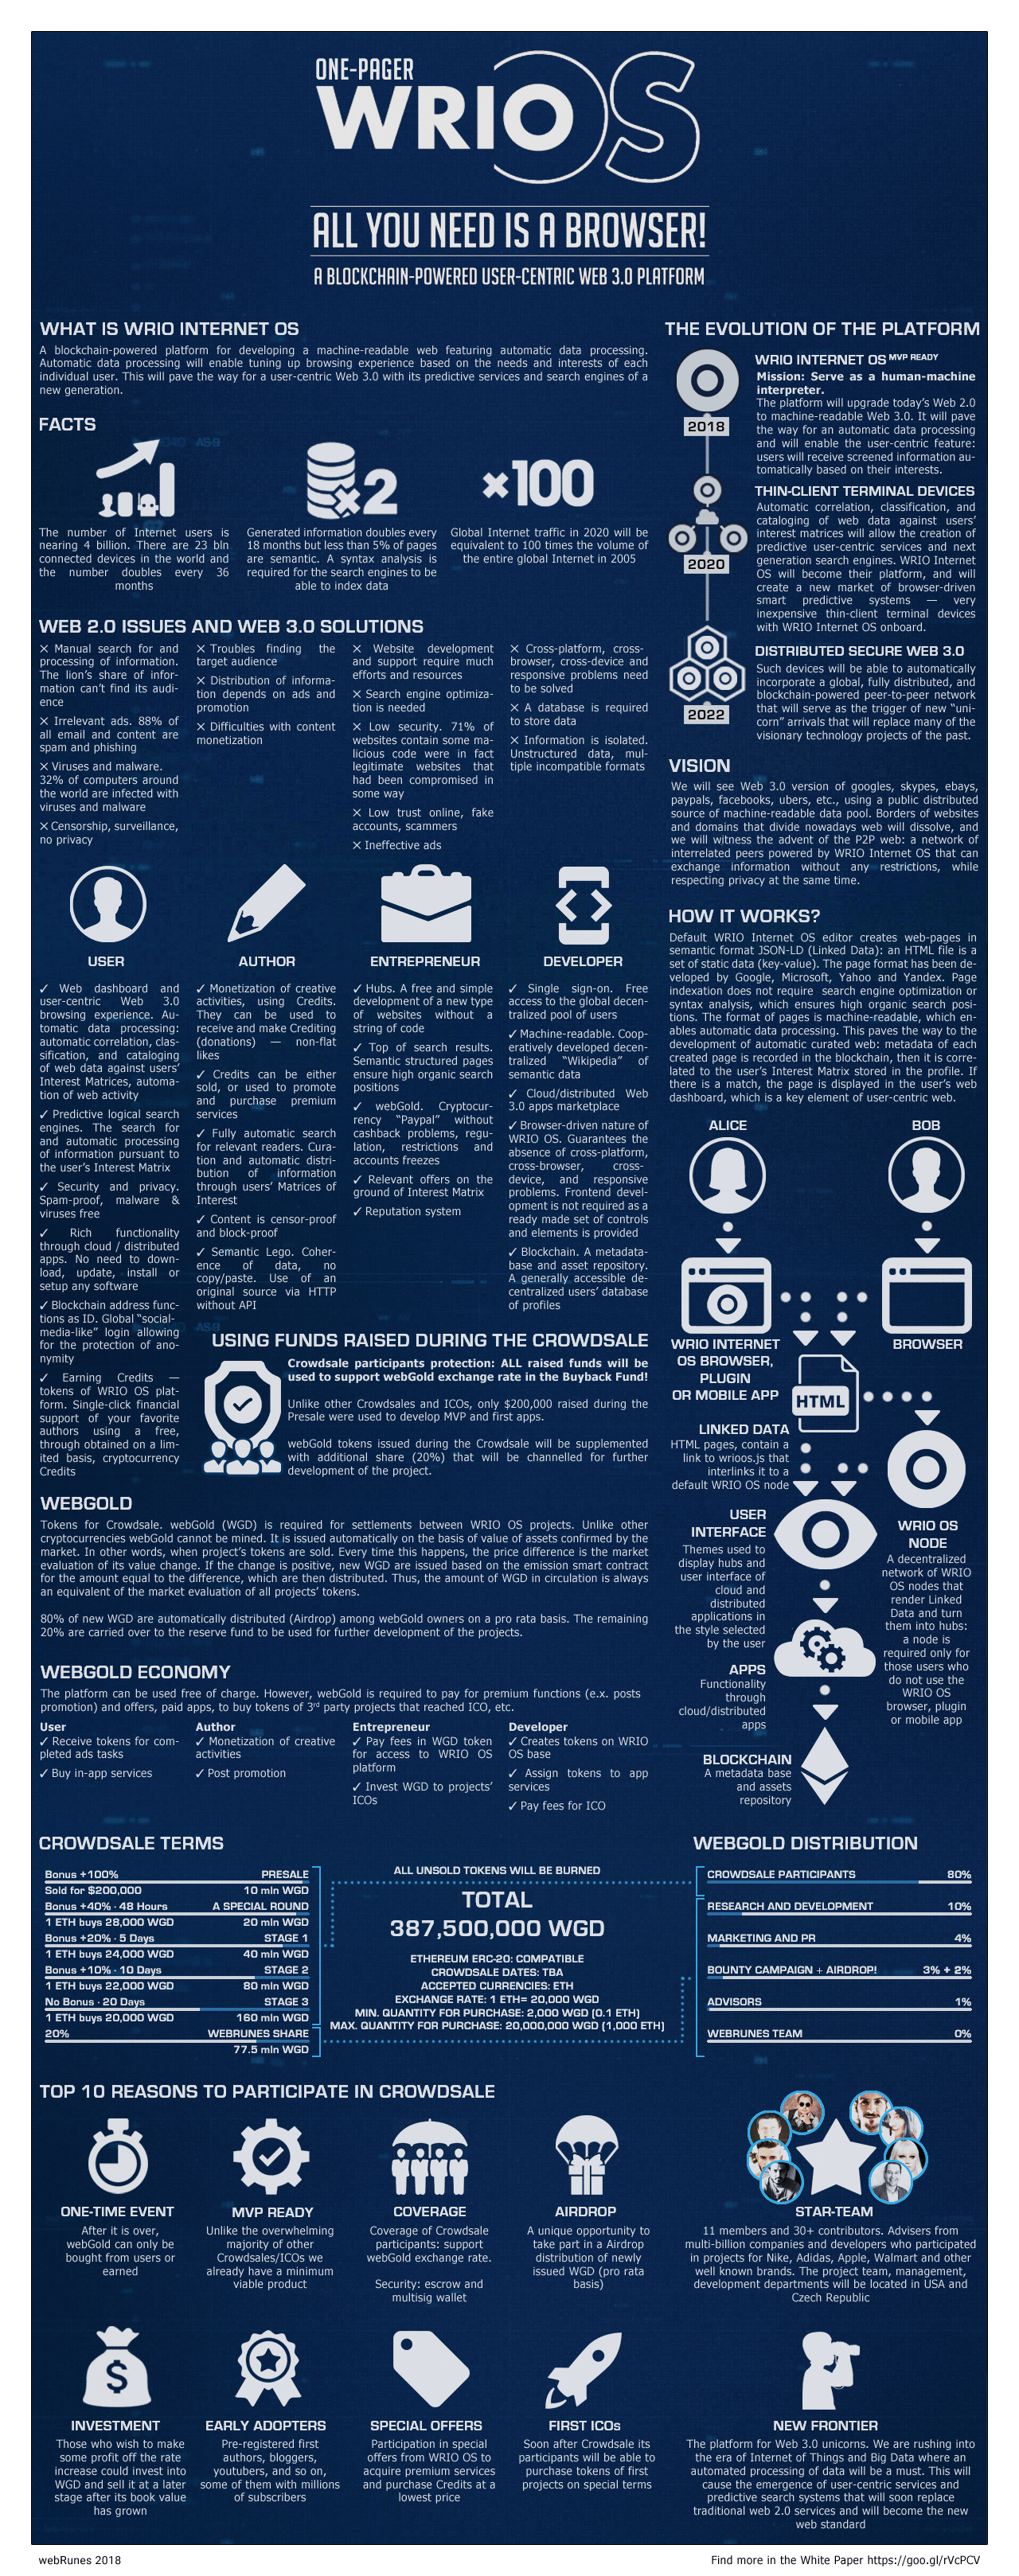 ONE-PAGER
WRIO OS
ALL YOU NEED IS A BROWSER!
A BLOCKCHAIN-POWERED USER-CENTRIC WEB 3.0 PLATFORM
WHAT IS WRIO INTERNET OS
A blockchain-powered platform for developing a machine-readable web featuring automatic data processing.
Automatic data processing will enable tuning up browsing experience based on the needs and interests of each
individual user. This will pave the way for a user-centric Web 3.0 with its predictive services and search engines of a
new generation.
FACTS
×2
×100
The number of Internet users is
nearing 4 billion. There are 23 bln
connected devices in the world and
the number doubles every 36
months
Generated information doubles every
18 months but less than 5% of pages
are semantic. A syntax analysis is
required for the search engines to be
able to index data
Global Internet traffic in 2020 will be
equivalent to 100 times the volume of
the entire global Internet in 2005
WEB 2.0 ISSUES AND WEB 3.0 SOLUTIONS
✕ Manual search for and
processing of information.
The lion's share of infor-
mation can't find its audi-
ence
✕ Irrelevant ads. 88% of
all email and content are
spam and phishing
✕ Viruses and malware.
32% of computers around
the world are infected with
viruses and malware
✕ Censorship, surveillance,
no privacy
✕ Troubles finding the
target audience
✕ Distribution of informa-
tion depends on ads and
promotion
✕ Difficulties with content
monetization
✕ Website development
and support require much
efforts and resources
✕ Search engine optimiza-
tion is needed
✕ Low security. 71% of
websites contain some ma-
licious code were in fact
legitimate websites that
had been compromised in
some way
✕ Low trust online, fake
accounts, scammers
✕ Ineffective ads
✕ Cross-platform, cross-
browser, cross-device and
responsive problems need
to be solved
✕ A database is required
to store data
✕ Information is isolated.
Unstructured data, mul-
tiple incompatible formats
USER
✓ Web dashboard and
user-centric Web 3.0
browsing experience. Au-
tomatic data processing:
automatic correlation, clas-
sification, and cataloging
of web data against users'
Interest Matrices, automa-
tion of web activity
✓ Predictive logical search
engines. The search for
and automatic processing
of information pursuant to
the user's Interest Matrix
✓ Security and privacy.
Spam-proof, malware &
viruses free
✓ Rich functionality
through cloud / distributed
apps. No need to down-
load, update, install or
setup any software
✓ Blockchain address func-
tions as ID. Global "social-
media-like" login allowing
for the protection of ano-
nymity
✓ Earning Credits —
tokens of WRIO OS plat-
form. Single-click financial
support of your favorite
authors using a free,
through obtained on a lim-
ited basis, cryptocurrency
Credits
AUTHOR
✓ Monetization of creative
activities, using Credits.
They can be used to
receive and make Crediting
(donations) — non-flat
likes
✓ Credits can be either
sold, or used to promote
and purchase premium
services
✓ Fully automatic search
for relevant readers. Cura-
tion and automatic distri-
bution of information
through users' Matrices of
Interest
✓ Content is censor-proof
and block-proof
✓ Semantic Lego. Coher-
ence of data, no
copy/paste. Use of an
original source via HTTP
without API
ENTREPRENEUR
✓ Hubs. A free and simple
development of a new type
of websites without a
string of code
✓ Top of search results.
Semantic structured pages
ensure high organic search
positions
✓ webGold. Cryptocur-
rency "Paypal" without
cashback problems, regu-
lation, restrictions and
accounts freezes
✓ Relevant offers on the
ground of Interest Matrix
✓ Reputation system
DEVELOPER
✓ Single sign-on. Free
access to the global decen-
tralized pool of users
✓ Machine-readable. Coop-
eratively developed decen-
tralized "Wikipedia" of
semantic data
✓ Cloud/distributed Web
3.0 apps marketplace
✓ Browser-driven nature of
WRIO OS. Guarantees the
absence of cross-platform,
cross-browser, cross-
device, and responsive
problems. Frontend devel-
opment is not required as a
ready made set of controls
and elements is provided
✓ Blockchain. A metadata-
base and asset repository.
A generally accessible de-
centralized users' database
of profiles
USING FUNDS RAISED DURING THE CROWDSALE
Crowdsale participants protection: ALL raised funds will be
used to support webGold exchange rate in the Buyback Fund!
Unlike other Crowdsales and ICOs, only $200,000 raised during the
Presale were used to develop MVP and first apps.
webGold tokens issued during the Crowdsale will be supplemented
with additional share (20%) that will be channelled for further
development of the project.
WEBGOLD
Tokens for Crowdsale. webGold (WGD) is required for settlements between WRIO OS projects. Unlike other
cryptocurrencies webGold cannot be mined. It is issued automatically on the basis of value of assets confirmed by the
market. In other words, when project's tokens are sold. Every time this happens, the price difference is the market
evaluation of its value change. If the change is positive, new WGD are issued based on the emission smart contract
for the amount equal to the difference, which are then distributed. Thus, the amount of WGD in circulation is always
an equivalent of the market evaluation of all projects' tokens.
80% of new WGD are automatically distributed (Airdrop) among webGold owners on a pro rata basis. The remaining
20% are carried over to the reserve fund to be used for further development of the projects.
WEBGOLD ECONOMY
The platform can be used free of charge. However, webGold is required to pay for premium functions (e.x. posts
promotion) and offers, paid apps, to buy tokens of 3rd party projects that reached ICO, etc.
User
✓ Receive tokens for com-
pleted ads tasks
✓ Buy in-app services
Author
✓ Monetization of creative
activities
✓ Post promotion
Entrepreneur
✓ Pay fees in WGD token
for access to WRIO OS
platform
✓ Invest WGD to projects'
ICOs
Developer
✓ Creates tokens on WRIO
OS base
✓ Assign tokens to app
services
✓ Pay fees for ICO
THE EVOLUTION OF THE PLATFORM
2018
WRIO INTERNET OS MVP READY
Mission: Serve as a human-machine
interpreter.
The platform will upgrade today's Web 2.0
to machine-readable Web 3.0. It will pave
the way for an automatic data processing
and will enable the user-centric feature:
users will receive screened information au-
tomatically based on their interests.
2020
THIN-CLIENT TERMINAL DEVICES
Automatic correlation, classification, and
cataloging of web data against users'
interest matrices will allow the creation of
predictive user-centric services and next
generation search engines. WRIO Internet
OS will become their platform, and will
create a new market of browser-driven
smart predictive systems — very
inexpensive thin-client terminal devices
with WRIO Internet OS onboard.
2022
DISTRIBUTED SECURE WEB 3.0
Such devices will be able to automatically
incorporate a global, fully distributed, and
blockchain-powered peer-to-peer network
that will serve as the trigger of new "uni-
corn" arrivals that will replace many of the
visionary technology projects of the past.
VISION
We will see Web 3.0 version of googles, skypes, ebays,
paypals, facebooks, ubers, etc., using a public distributed
source of machine-readable data pool. Borders of websites
and domains that divide nowadays web will dissolve, and
we will witness the advent of the P2P web: a network of
interrelated peers powered by WRIO Internet OS that can
exchange information without any restrictions, while
respecting privacy at the same time.
HOW IT WORKS?
Default WRIO Internet OS editor creates web-pages in
semantic format JSON-LD (Linked Data): an HTML file is a
set of static data (key-value). The page format has been de-
veloped by Google, Microsoft, Yahoo and Yandex. Page
indexation does not require search engine optimization or
syntax analysis, which ensures high organic search posi-
tions. The format of pages is machine-readable, which en-
ables automatic data processing. This paves the way to the
development of automatic curated web: metadata of each
created page is recorded in the blockchain, then it is corre-
lated to the user's Interest Matrix stored in the profile. If
there is a match, the page is displayed in the user's web
dashboard, which is a key element of user-centric web.
ALICE
BOB
WRIO INTERNET
OS BROWSER,
PLUGIN
OR MOBILE APP
BROWSER
HTML
LINKED DATA
HTML pages, contain a
link to wrioos.js that
interlinks it to a
default WRIO OS node
USER
INTERFACE
Themes used to
display hubs and
user interface of
cloud and
distributed
applications in
the style selected
by the user
WRIO OS
NODE
A decentralized
network of WRIO
OS nodes that
render Linked
Data and turn
them into hubs:
a node is
required only for
those users who
do not use the
WRIO OS
browser, plugin
or mobile app
APPS
Functionality
through
cloud/distributed
apps
BLOCKCHAIN
A metadata base
and assets
repository
CROWDSALE TERMS
Bonus +100% PRESALE
Sold for $200,000 10 mln WGD
Bonus +40% · 48 Hours A SPECIAL ROUND
1 ETH buys 28,000 WGD 20 mln WGD
Bonus +20% · 5 Days STAGE 1
1 ETH buys 24,000 WGD 40 mln WGD
Bonus +10% · 10 Days STAGE 2
1 ETH buys 22,000 WGD 80 mln WGD
No Bonus · 20 Days STAGE 3
1 ETH buys 20,000 WGD 160 mln WGD
20% WEBRUNES SHARE
77.5 mln WGD
ALL UNSOLD TOKENS WILL BE BURNED
TOTAL
387,500,000 WGD
ETHEREUM ERC-20: COMPATIBLE
CROWDSALE DATES: TBA
ACCEPTED CURRENCIES: ETH
EXCHANGE RATE: 1 ETH= 20,000 WGD
MIN. QUANTITY FOR PURCHASE: 2,000 WGD (0.1 ETH)
MAX. QUANTITY FOR PURCHASE: 20,000,000 WGD (1,000 ETH)
WEBGOLD DISTRIBUTION
CROWDSALE PARTICIPANTS 80%
RESEARCH AND DEVELOPMENT 10%
MARKETING AND PR 4%
BOUNTY CAMPAIGN + AIRDROP! 3% + 2%
ADVISORS 1%
WEBRUNES TEAM 0%
TOP 10 REASONS TO PARTICIPATE IN CROWDSALE
ONE-TIME EVENT
After it is over,
webGold can only be
bought from users or
earned
MVP READY
Unlike the overwhelming
majority of other
Crowdsales/ICOs we
already have a minimum
viable product
COVERAGE
Coverage of Crowdsale
participants: support
webGold exchange rate.
Security: escrow and
multisig wallet
AIRDROP
A unique opportunity to
take part in a Airdrop
distribution of newly
issued WGD (pro rata
basis)
STAR-TEAM
11 members and 30+ contributors. Advisers from
multi-billion companies and developers who participated
in projects for Nike, Adidas, Apple, Walmart and other
well known brands. The project team, management,
development departments will be located in USA and
Czech Republic
INVESTMENT
Those who wish to make
some profit off the rate
increase could invest into
WGD and sell it at a later
stage after its book value
has grown
EARLY ADOPTERS
Pre-registered first
authors, bloggers,
youtubers, and so on,
some of them with millions
of subscribers
SPECIAL OFFERS
Participation in special
offers from WRIO OS to
acquire premium services
and purchase Credits at a
lowest price
FIRST ICOs
Soon after Crowdsale its
participants will be able to
purchase tokens of first
projects on special terms
NEW FRONTIER
The platform for Web 3.0 unicorns. We are rushing into
the era of Internet of Things and Big Data where an
automated processing of data will be a must. This will
cause the emergence of user-centric services and
predictive search systems that will soon replace
traditional web 2.0 services and will become the new
web standard
webRunes 2018
Find more in the White Paper https://goo.gl/rVcPCV